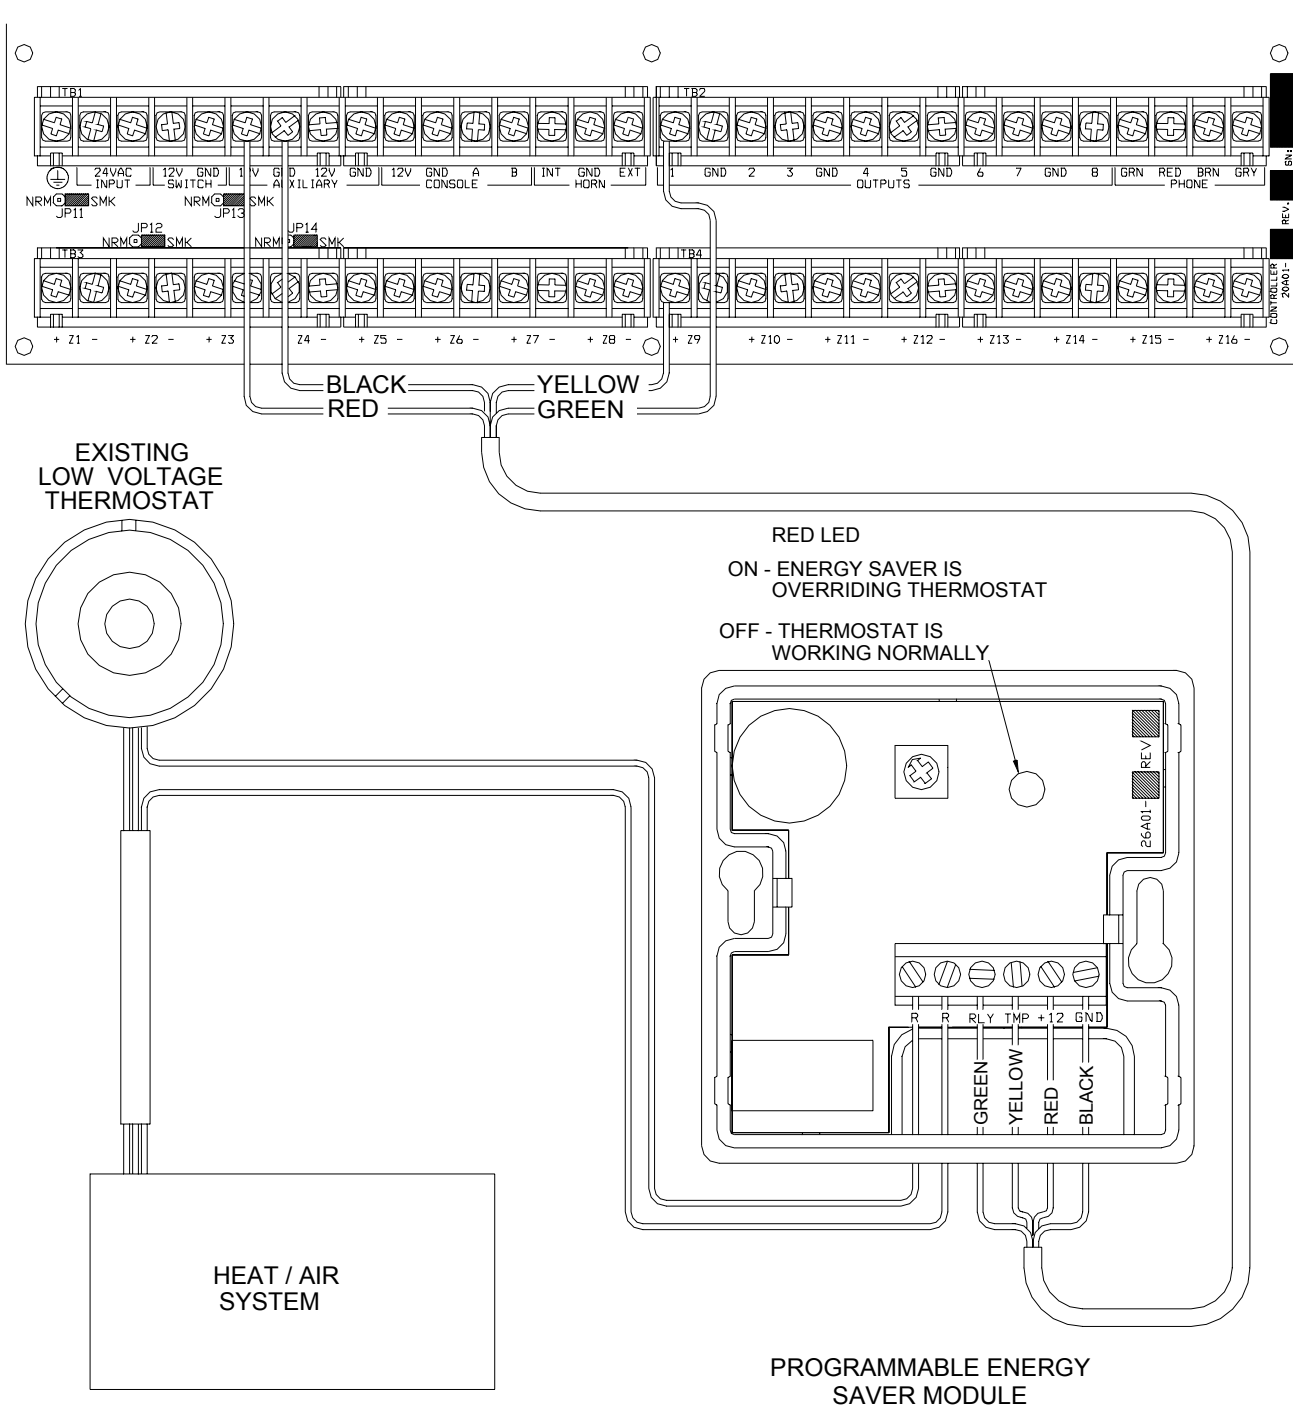 TB1 TB2
24VAC 12V GND 12V GND 12V GND 12V GND A B INT GND EXT 1 GND 2 3 GND 4 5 GND 6 7 GND 8 GRN RED BRN GRY
INPUT SWITCH AUXILIARY CONSOLE HORN OUTPUTS PHONE
SN:
REV.
NRM SMK NRM SMK
JP11 JP13
JP12 JP14
NRM SMK NRM SMK
TB3 TB4
CONTROLLER
20A01-
+ Z1 - + Z2 - + Z3 Z4 - + Z5 - + Z6 - + Z7 - + Z8 - + Z9 + Z10 - + Z11 - + Z12 - + Z13 - + Z14 - + Z15 - + Z16 -
BLACK YELLOW
RED GREEN
EXISTING
LOW VOLTAGE
THERMOSTAT
RED LED
ON - ENERGY SAVER IS
OVERRIDING THERMOSTAT
OFF - THERMOSTAT IS
WORKING NORMALLY
REV
26A01-
R R RLY TMP +12 GND
GREEN
YELLOW
RED
BLACK
HEAT / AIR
SYSTEM
PROGRAMMABLE ENERGY
SAVER MODULE